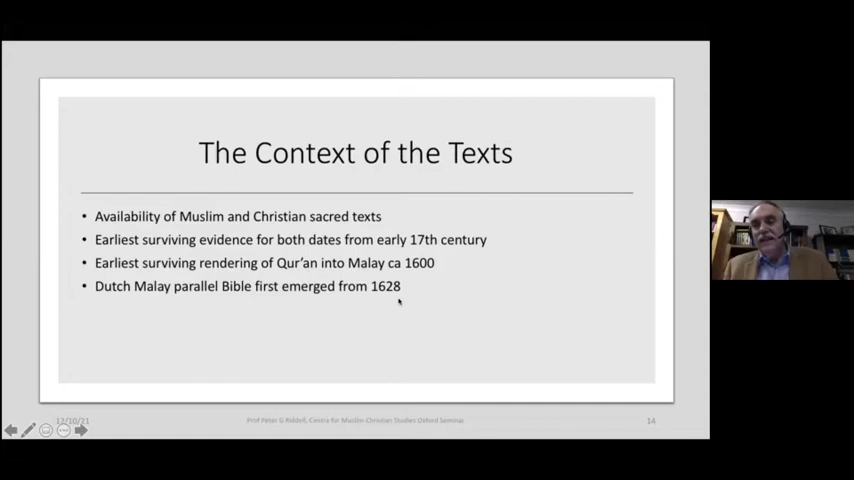 The Context of the Texts
• Availability of Muslim and Christian sacred texts
• Earliest surviving evidence for both dates from early 17th century
• Earliest surviving rendering of Qur'an into Malay ca 1600
• Dutch Malay parallel Bible first emerged from 1628
12/10/21
Prof Peter G Riddell, Centre for Muslim-Christian Studies Oxford Seminar
14